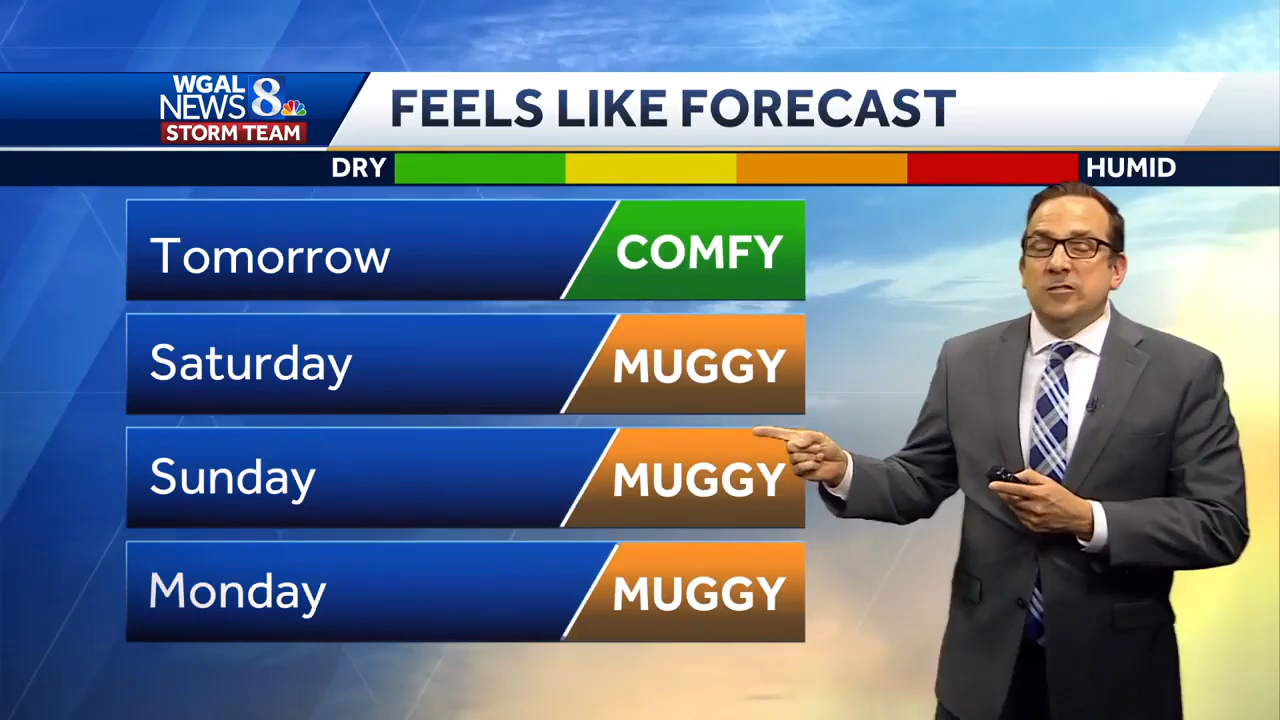 WGAL
NEWS 8
STORM TEAM
FEELS LIKE FORECAST
DRY
HUMID
Tomorrow
COMFY
Saturday
MUGGY
Sunday
MUGGY
Monday
MUGGY